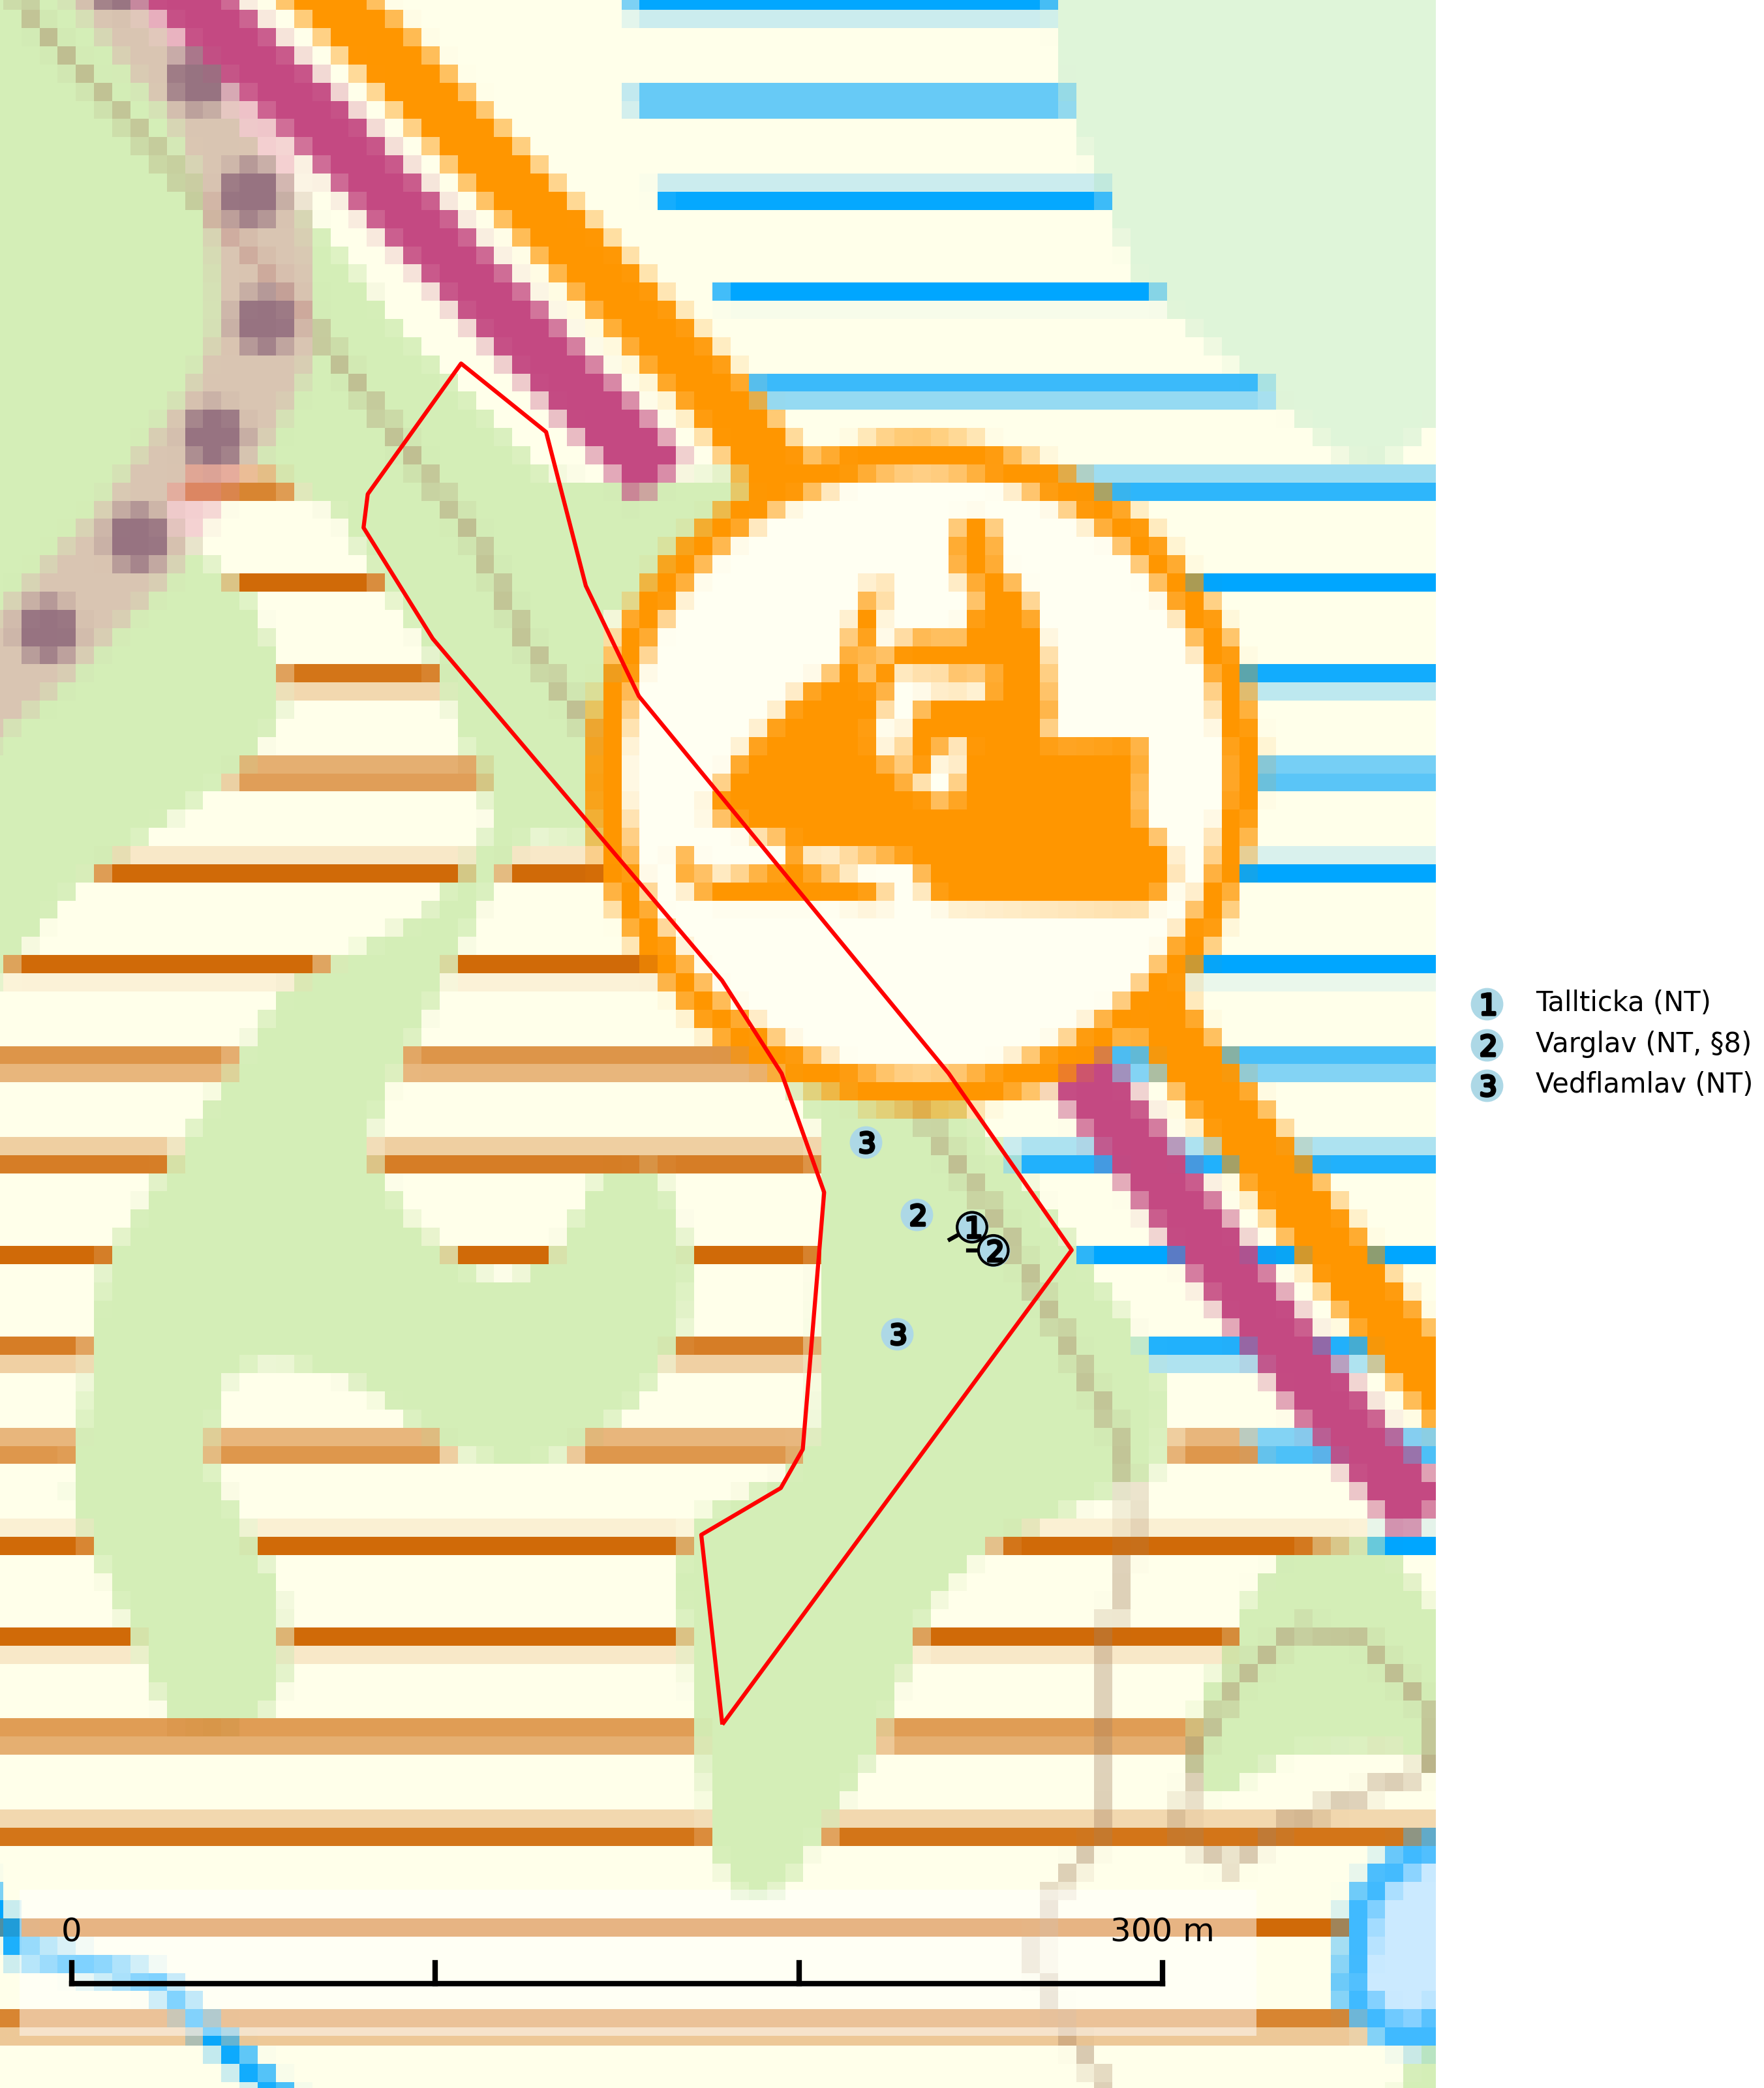 3
2
1
2
3
1 Tallticka (NT)
2 Varglav (NT, §8)
3 Vedflamlav (NT)
0 300 m